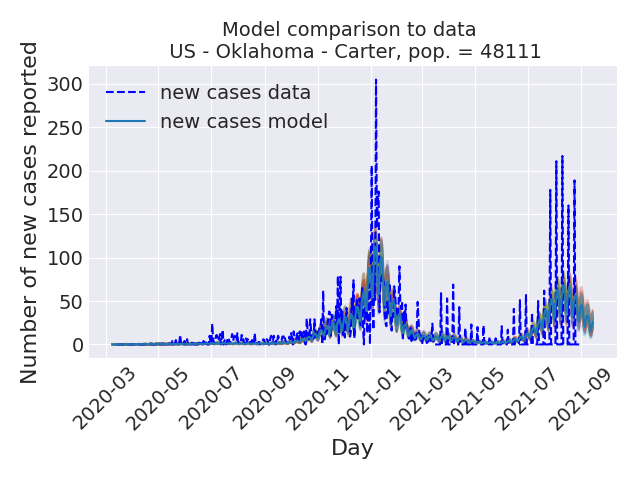 Model comparison to data
US - Oklahoma - Carter, pop. = 48111
Number of new cases reported
300
250
200
150
100
50
0
new cases data
new cases model
2020-03
2020-05
2020-07
2020-09
2020-11
2021-01
2021-03
2021-05
2021-07
2021-09
Day